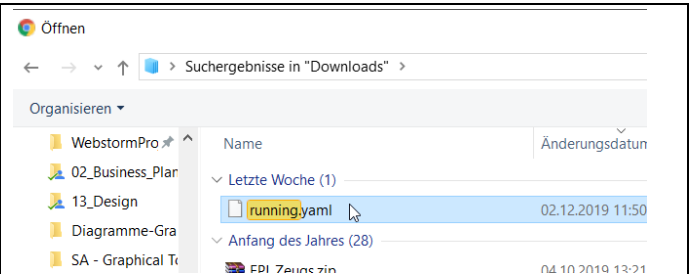 Öffnen
Suchergebnisse in "Downloads"
Organisieren
Name
Änderungsdatum
WebstormPro
Letzte Woche (1)
02_Business_Plan
running.yaml
02.12.2019 11:50
13_Design
Anfang des Jahres (28)
Diagramme-Gra
SA - Graphical To
EPL Zeugs.zip
04.10.2019 13:21